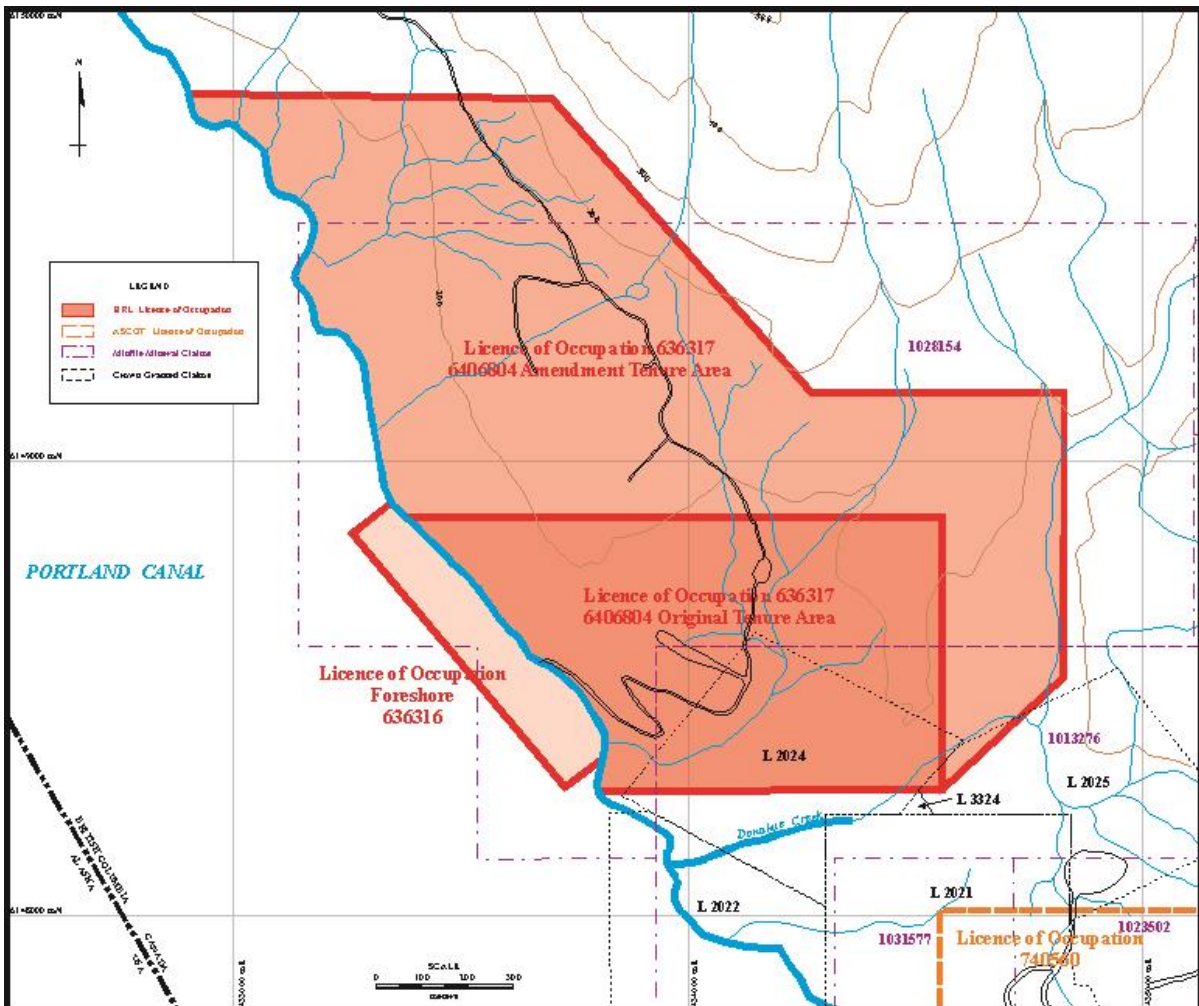 N
LEGEND
BRL Licence of Occupation
ASCOT Licence of Occupation
Mineral Claims
Crown Granted Claims
Licence of Occupation 636317
6406804 Amendment Tenure Area
1028154
PORTLAND CANAL
Licence of Occupation 636317
6406804 Original Tenure Area
Licence of Occupation
Foreshore
636316
1013276
L 2024
L 2025
L 3324
Creek
L 2022
L 2021
1031577
1023502
Licence of Occupation
740560
BRITISH COLUMBIA
ALASKA
CANADA
USA
SCALE
0 100 200 300
metres